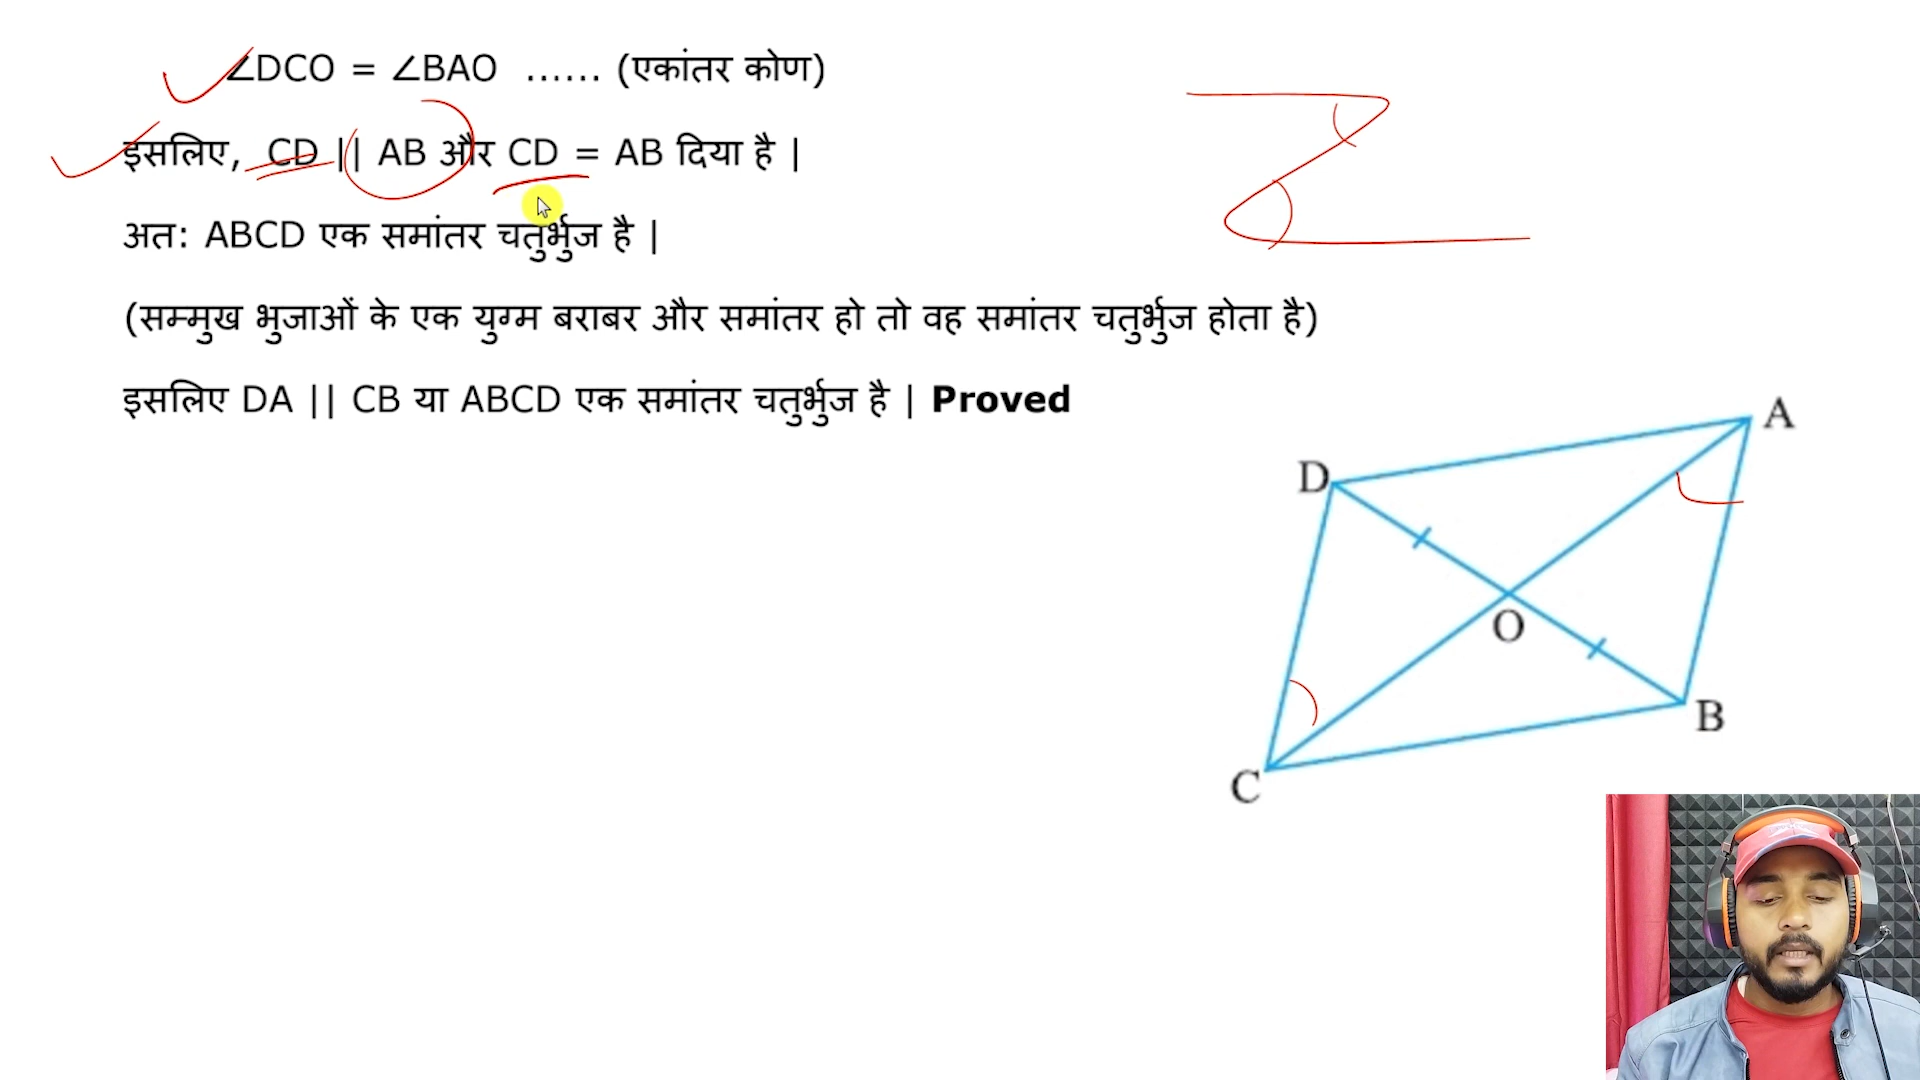 ∠DCO = ∠BAO ...... (एकांतर कोण)
इसलिए, CD || AB और CD = AB दिया है |
अत: ABCD एक समांतर चतुर्भुज है |
(सम्मुख भुजाओं के एक युग्म बराबर और समांतर हो तो वह समांतर चतुर्भुज होता है)
इसलिए DA || CB या ABCD एक समांतर चतुर्भुज है | Proved
A
D
O
B
C